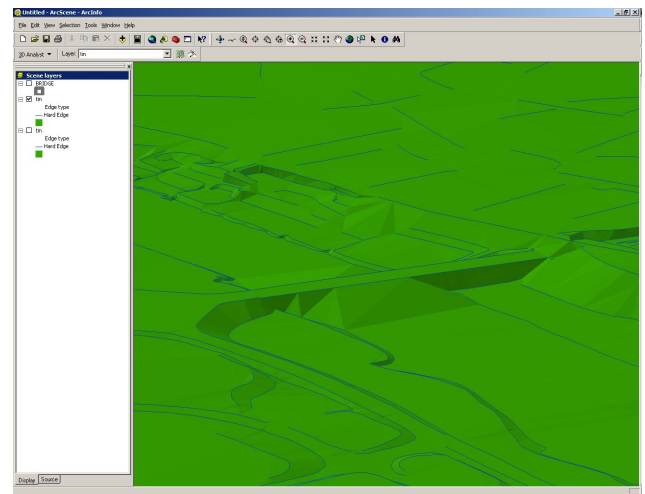 Untitled - ArcScene - ArcInfo
File Edit View Selection Tools Window Help
3D Analyst Layer: tin
Scene layers
BRIDGE
tin
Edge type
Hard Edge
tin
Edge type
Hard Edge
Display Source